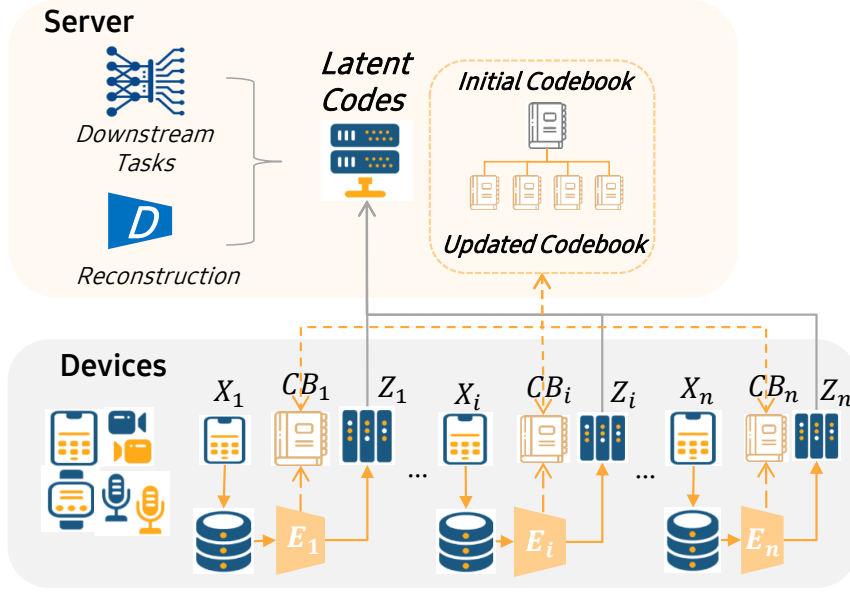 Server
Latent
Codes
Initial Codebook
Downstream
Tasks
D
Updated Codebook
Reconstruction
Devices
X₁
CB₁
Z₁
Xᵢ
CBᵢ
Zᵢ
Xₙ
CBₙ
Zₙ
...
...
E₁
Eᵢ
Eₙ